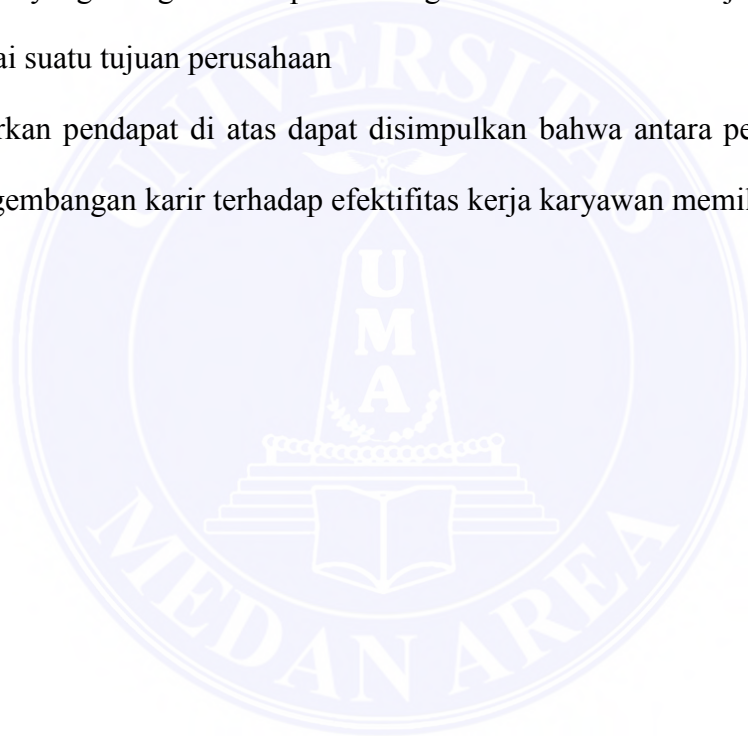 ai suatu tujuan perusahaan
rkan pendapat di atas dapat disimpulkan bahwa antara pe
gembangan karir terhadap efektifitas kerja karyawan memil
UNIVERSITAS
UMA
MEDAN AREA